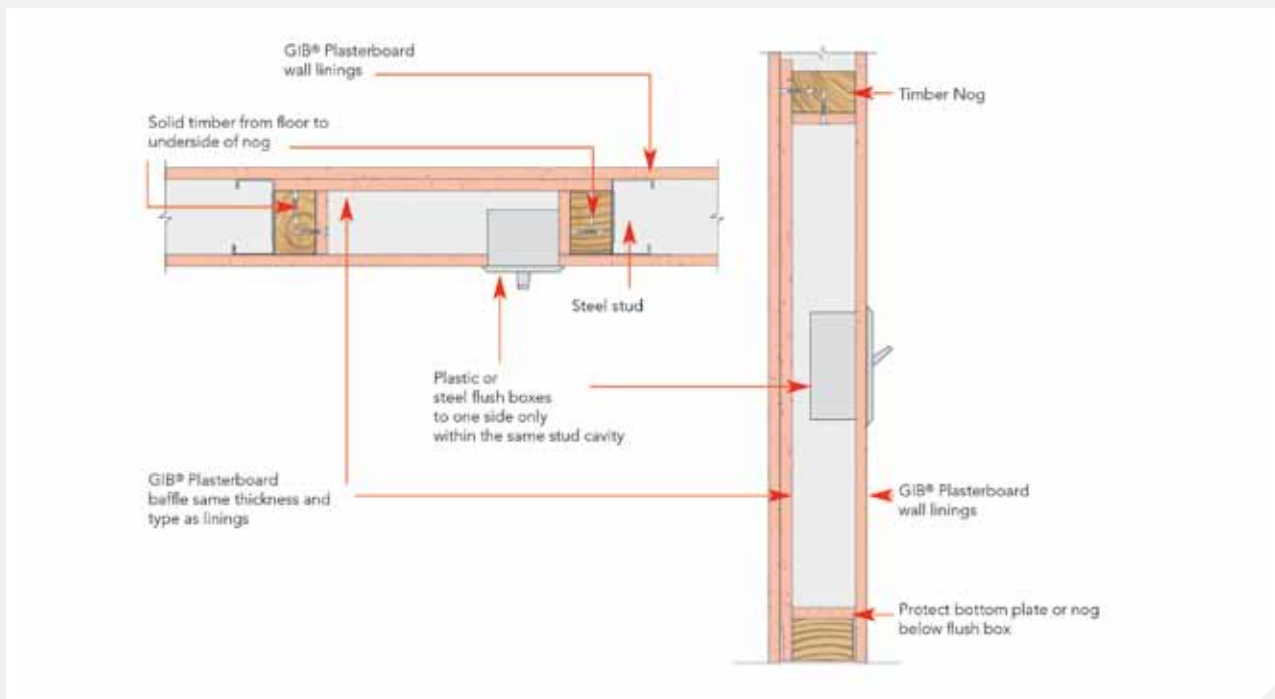 GIB® Plasterboard
wall linings
Timber Nog
Solid timber from floor to
underside of nog
Steel stud
Plastic or
steel flush boxes
to one side only
within the same stud cavity
GIB® Plasterboard
baffle same thickness and
type as linings
GIB® Plasterboard
wall linings
Protect bottom plate or nog
below flush box